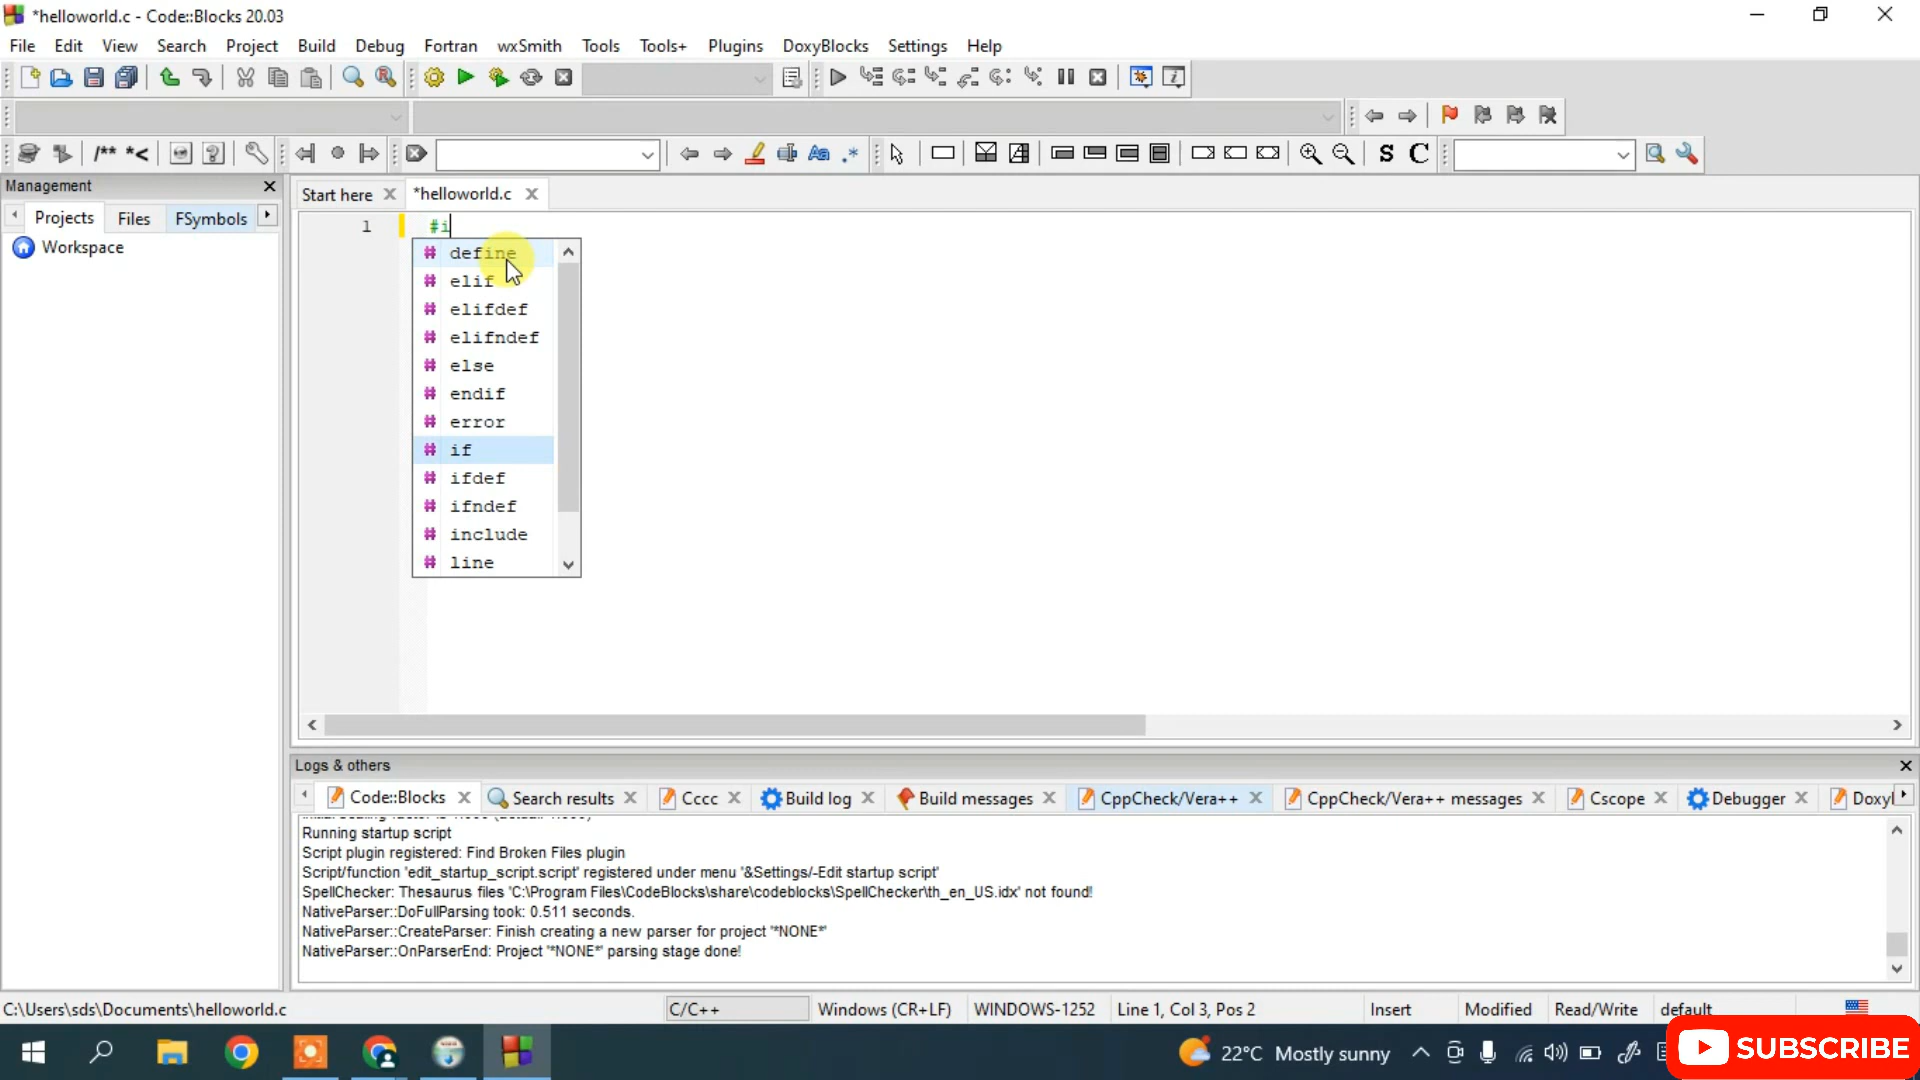 *helloworld.c - Code::Blocks 20.03
File Edit View Search Project Build Debug Fortran wxSmith Tools Tools+ Plugins DoxyBlocks Settings Help
/** *< Aa .* S C
Management
Start here *helloworld.c
Projects Files FSymbols
Workspace
1 #i
# define
# elif
# elifdef
# elifndef
# else
# endif
# error
# if
# ifdef
# ifndef
# include
# line
Logs & others
Code::Blocks Search results Cccc Build log Build messages CppCheck/Vera++ CppCheck/Vera++ messages Cscope Debugger
Running startup script
Script plugin registered: Find Broken Files plugin
Script/function 'edit_startup_script.script' registered under menu '&Settings/-Edit startup script'
SpellChecker: Thesaurus files 'C:\Program Files\CodeBlocks\share\codeblocks\SpellChecker\th_en_US.idx' not found!
NativeParser::DoFullParsing took: 0.511 seconds.
NativeParser::CreateParser: Finish creating a new parser for project '*NONE*'
NativeParser::OnParserEnd: Project '*NONE*' parsing stage done!
C:\Users\sds\Documents\helloworld.c C/C++ Windows (CR+LF) WINDOWS-1252 Line 1, Col 3, Pos 2 Insert Modified Read/Write default
22°C Mostly sunny
SUBSCRIBE